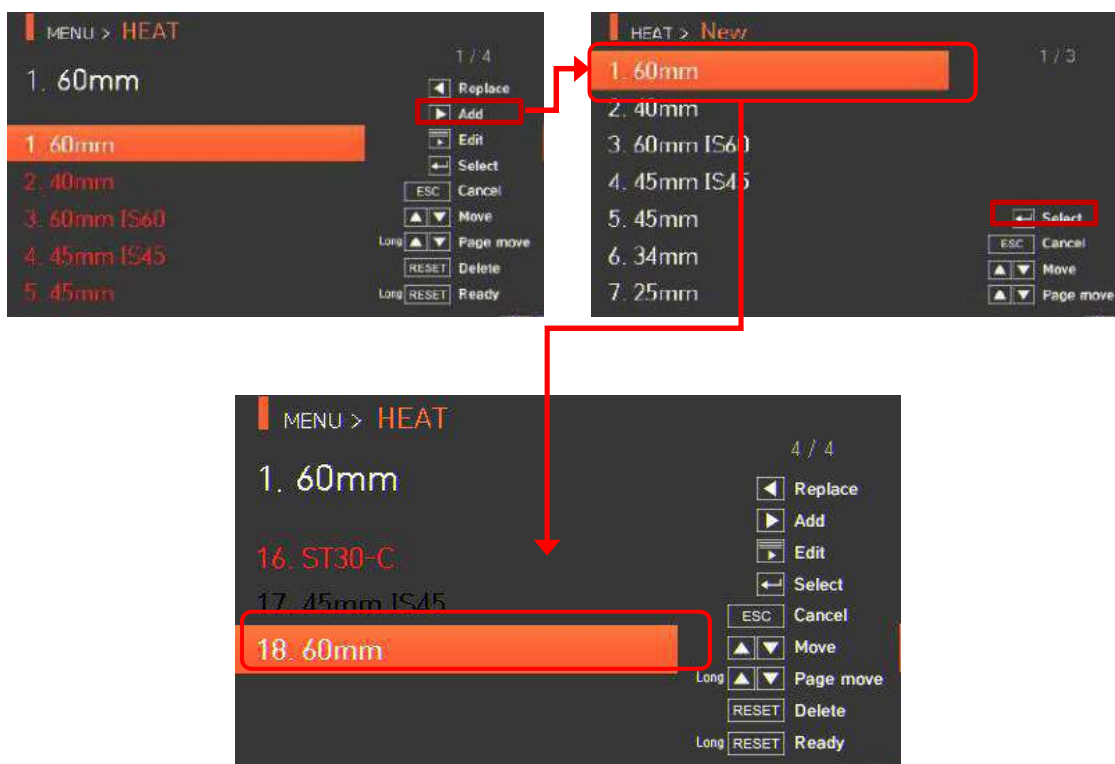 MENU > HEAT
1 / 4
1. 60mm
Replace
Add
1. 60mm
Edit
Select
2. 40mm
ESC Cancel
3. 60mm IS60
Move
Long Page move
4. 45mm IS45
RESET Delete
5. 45mm
Long RESET Ready
HEAT > New
1 / 3
1. 60mm
2. 40mm
3. 60mm IS60
4. 45mm IS45
5. 45mm
Select
ESC Cancel
6. 34mm
Move
7. 25mm
Page move
MENU > HEAT
4 / 4
1. 60mm
Replace
Add
16. ST30-C
Edit
Select
17. 45mm IS45
ESC Cancel
18. 60mm
Move
Long Page move
RESET Delete
Long RESET Ready